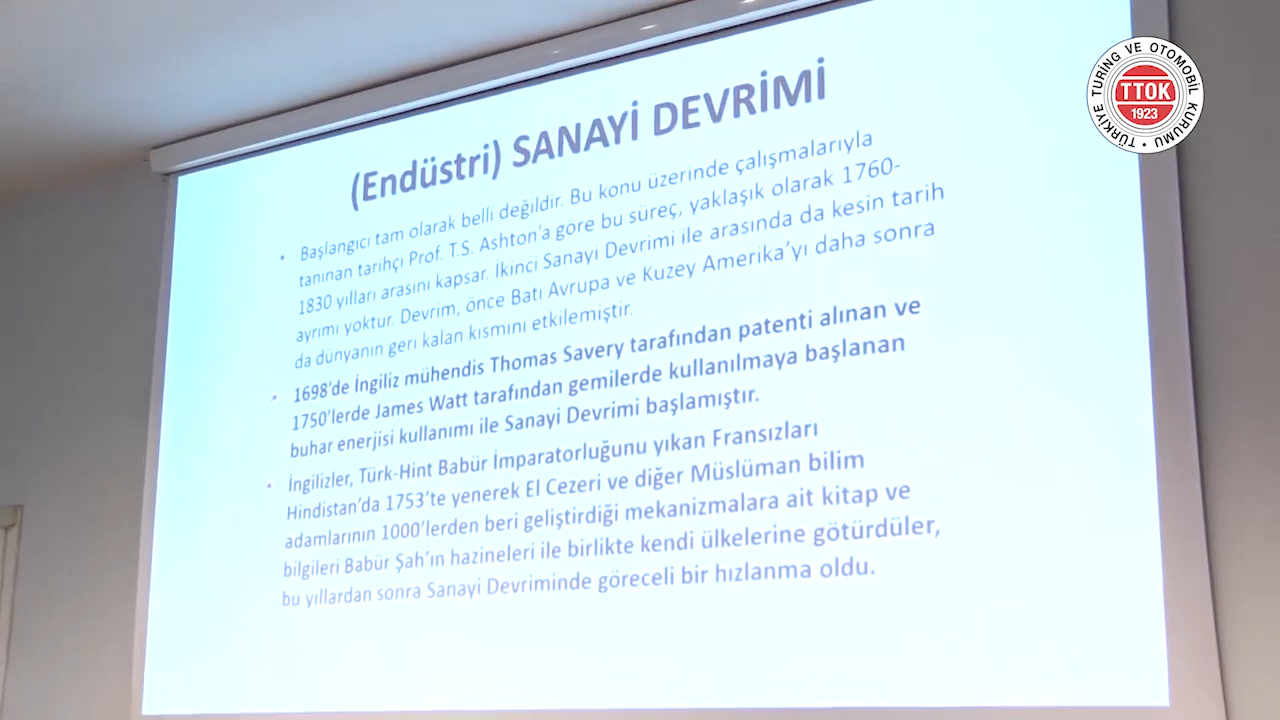 (Endüstri) SANAYİ DEVRİMİ
• Başlangıcı tam olarak belli değildir. Bu konu üzerinde çalışmalarıyla
tanınan tarihçi Prof. T.S. Ashton'a göre bu süreç, yaklaşık olarak 1760-
1830 yılları arasını kapsar. İkinci Sanayi Devrimi ile arasında da kesin tarih
ayrımı yoktur. Devrim, önce Batı Avrupa ve Kuzey Amerika'yı daha sonra
da dünyanın geri kalan kısmını etkilemiştir.
• 1698'de İngiliz mühendis Thomas Savery tarafından patenti alınan ve
1750'lerde James Watt tarafından gemilerde kullanılmaya başlanan
buhar enerjisi kullanımı ile Sanayi Devrimi başlamıştır.
• İngilizler, Türk-Hint Babür İmparatorluğunu yıkan Fransızları
Hindistan'da 1753'te yenerek El Cezeri ve diğer Müslüman bilim
adamlarının 1000'lerden beri geliştirdiği mekanizmalara ait kitap ve
bilgileri Babür Şah'ın hazineleri ile birlikte kendi ülkelerine götürdüler,
bu yıllardan sonra Sanayi Devriminde göreceli bir hızlanma oldu.
TÜRKİYE TURİNG VE OTOMOBİL KURUMU
TTOK
1923